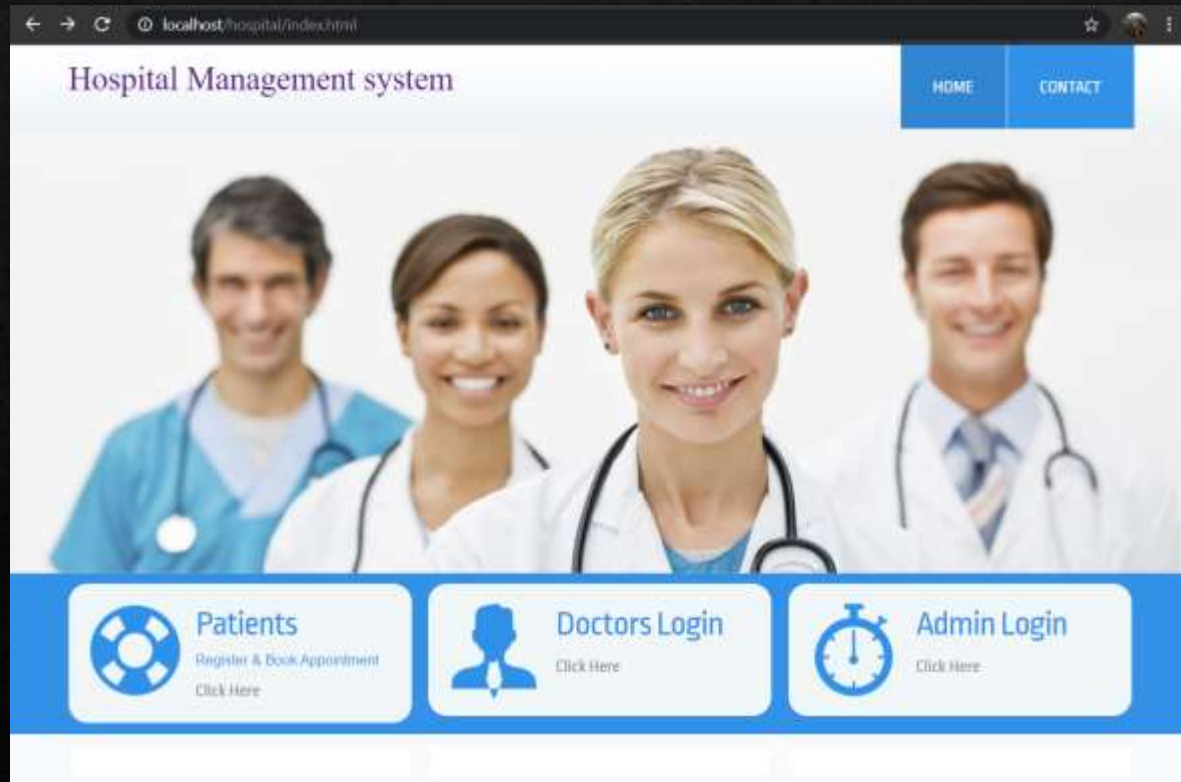 localhost/hospital/index.html
Hospital Management system
HOME
CONTACT
Patients
Register & Book Appointment
Click Here
Doctors Login
Click Here
Admin Login
Click Here